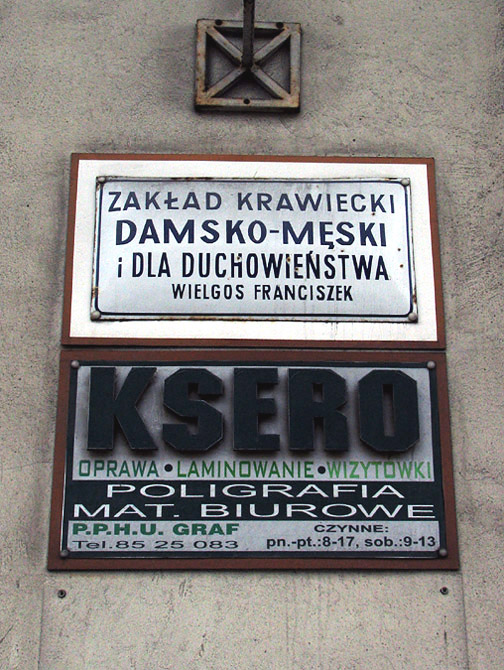 ZAKŁAD KRAWIECKI
DAMSKO-MĘSKI
i DLA DUCHOWIEŃSTWA
WIELGOS FRANCISZEK
KSERO
OPRAWA • LAMINOWANIE • WIZYTÓWKI
POLIGRAFIA
MAT. BIUROWE
P.P.H.U. GRAF
Tel.85 25 083
CZYNNE:
pn.-pt.:8-17, sob.:9-13